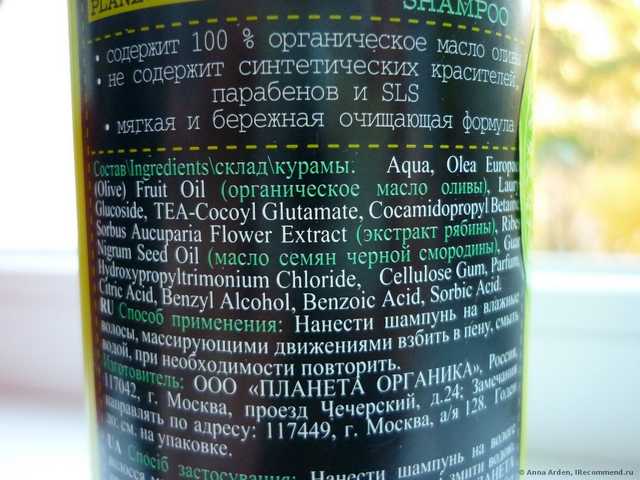 SHAMPOO
• содержит 100 % органическое масло оливы
• не содержит синтетических красителей,
парабенов и SLS
• мягкая и бережная очищающая формула
Состав\Ingredients\склад\курамы: Aqua, Olea Europaea
(Olive) Fruit Oil (органическое масло оливы), Lauryl
Glucoside, TEA-Cocoyl Glutamate, Cocamidopropyl Betaine,
Sorbus Aucuparia Flower Extract (экстракт рябины), Ribes
Nigrum Seed Oil (масло семян черной смородины), Guar
Hydroxypropyltrimonium Chloride, Cellulose Gum, Parfum,
Citric Acid, Benzyl Alcohol, Benzoic Acid, Sorbic Acid.
RU Способ применения: Нанести шампунь на влажные
волосы, массирующими движениями взбить в пену, смыть
водой, при необходимости повторить.
Изготовитель: ООО «ПЛАНЕТА ОРГАНИКА», Россия,
117042, г. Москва, проезд Чечерский, д.24; Замечания
направлять по адресу: 117449, г. Москва, а/я 128. Годен
до: см. на упаковке.
UA Спосіб застосування: Нанести шампунь на волосся
© Anna Arden, IRecommend.ru